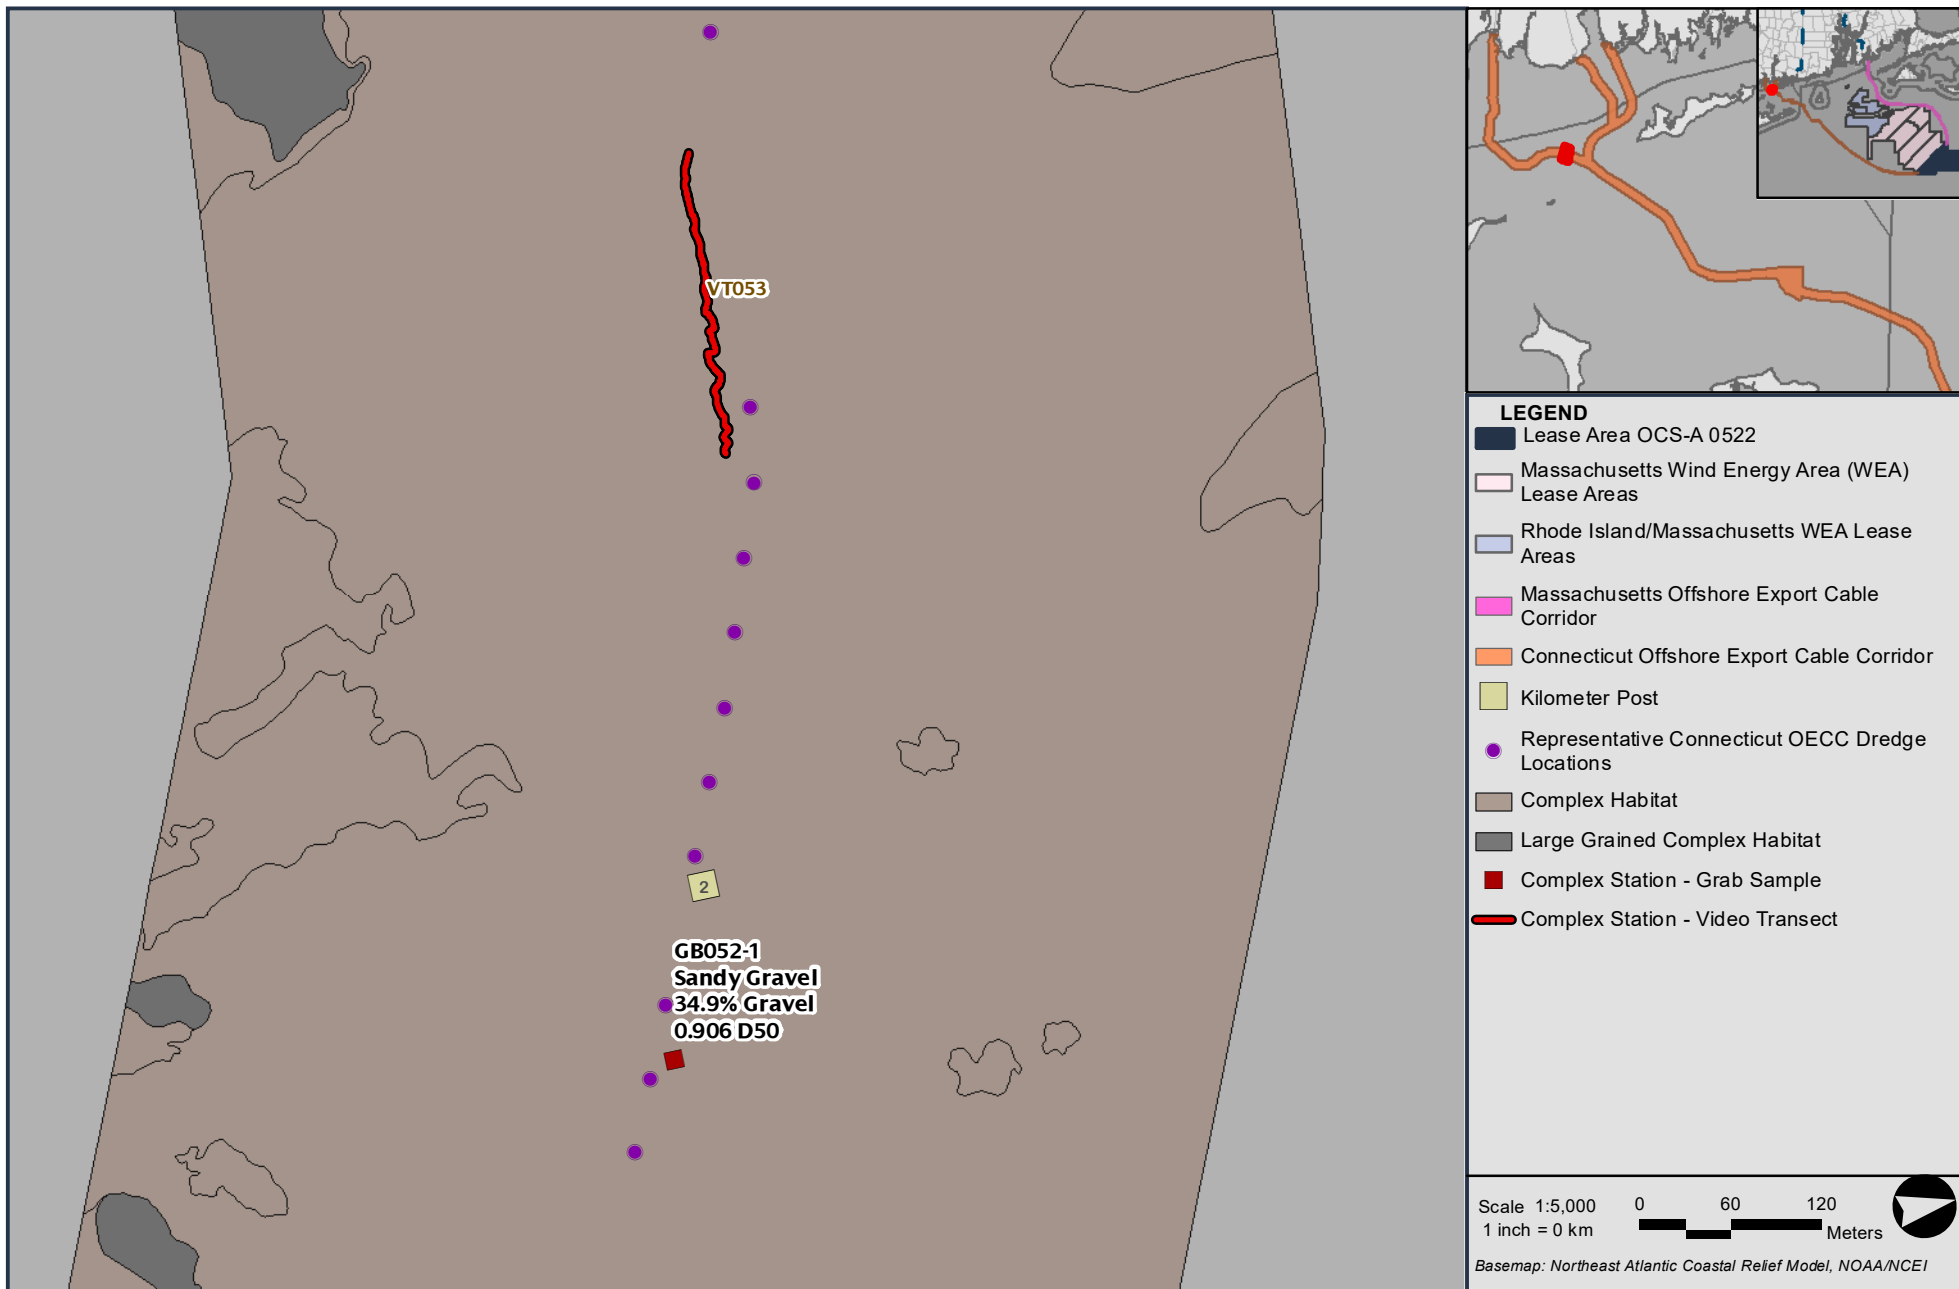 VT053
2
GB052-1
Sandy Gravel
34.9% Gravel
0.906 D50
LEGEND
Lease Area OCS-A 0522
Massachusetts Wind Energy Area (WEA)
Lease Areas
Rhode Island/Massachusetts WEA Lease
Areas
Massachusetts Offshore Export Cable
Corridor
Connecticut Offshore Export Cable Corridor
Kilometer Post
Representative Connecticut OECC Dredge
Locations
Complex Habitat
Large Grained Complex Habitat
Complex Station - Grab Sample
Complex Station - Video Transect
Scale 1:5,000
1 inch = 0 km
0 60 120
Meters
Basemap: Northeast Atlantic Coastal Relief Model, NOAA/NCEI